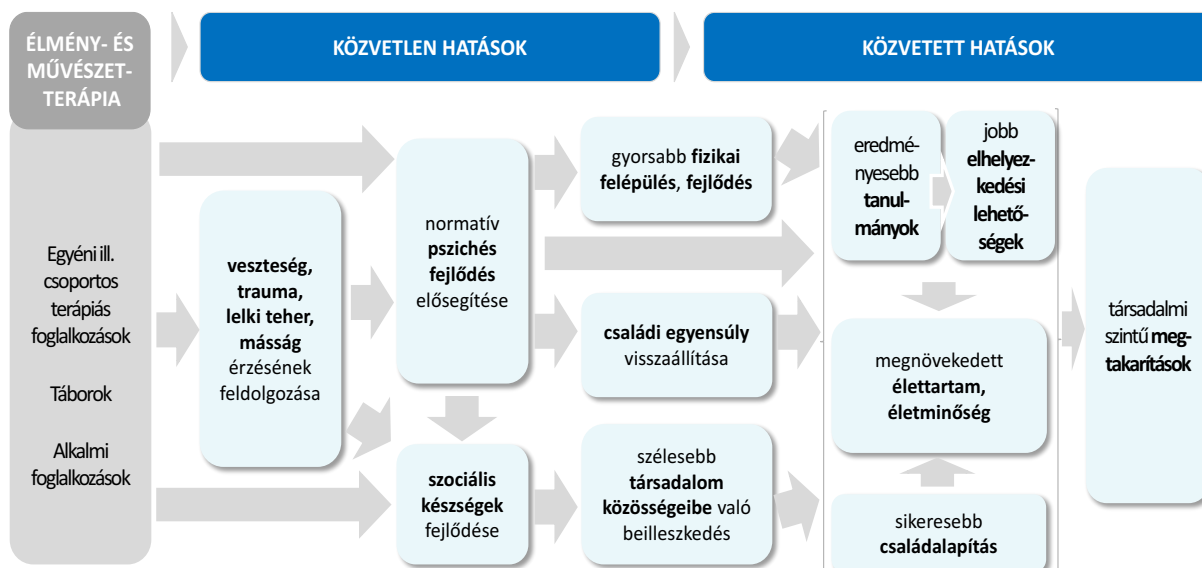 ÉLMÉNY- ÉS
MŰVÉSZET-
TERÁPIA
KÖZVETLEN HATÁSOK
KÖZVETETT HATÁSOK
Egyéni ill.
csoportos
terápiás
foglalkozások
Táborok
Alkalmi
foglalkozások
veszteség,
trauma,
lelki teher,
másság
érzésének
feldolgozása
normatív
pszichés
fejlődés
elősegítése
szociális
készségek
fejlődése
gyorsabb fizikai
felépülés, fejlődés
családi egyensúly
visszaállítása
szélesebb
társadalom
közösségeibe való
beilleszkedés
eredmé-
nyesebb
tanul-
mányok
jobb
elhelyez-
kedési
lehető-
ségek
megnövekedett
élettartam,
életminőség
sikeresebb
családalapítás
társadalmi
szintű meg-
takarítások